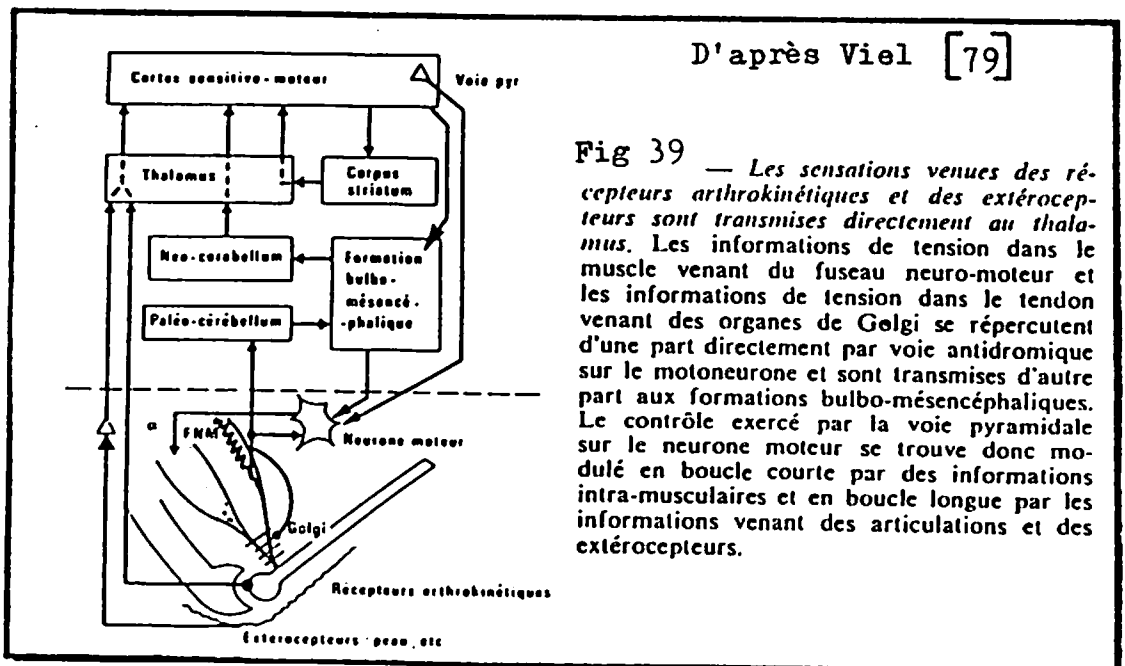 D'après Viel [79]
Cortex sensitivo-moteur
Voie pyr
Thalamus
Corpus
striatum
Neo-cerebellum
Formation
bulbo-
mésencé-
-phalique
Paléo-cérébellum
α
FNM
Neurone moteur
Golgi
Récepteurs arthrokinétiques
Exterocepteurs · peau, etc
Fig 39 — Les sensations venues des ré-
cepteurs arthrokinétiques et des extérocep-
teurs sont transmises directement au thala-
mus. Les informations de tension dans le
muscle venant du fuseau neuro-moteur et
les informations de tension dans le tendon
venant des organes de Golgi se répercutent
d'une part directement par voie antidromique
sur le motoneurone et sont transmises d'autre
part aux formations bulbo-mésencéphaliques.
Le contrôle exercé par la voie pyramidale
sur le neurone moteur se trouve donc mo-
dulé en boucle courte par des informations
intra-musculaires et en boucle longue par les
informations venant des articulations et des
extérocepteurs.